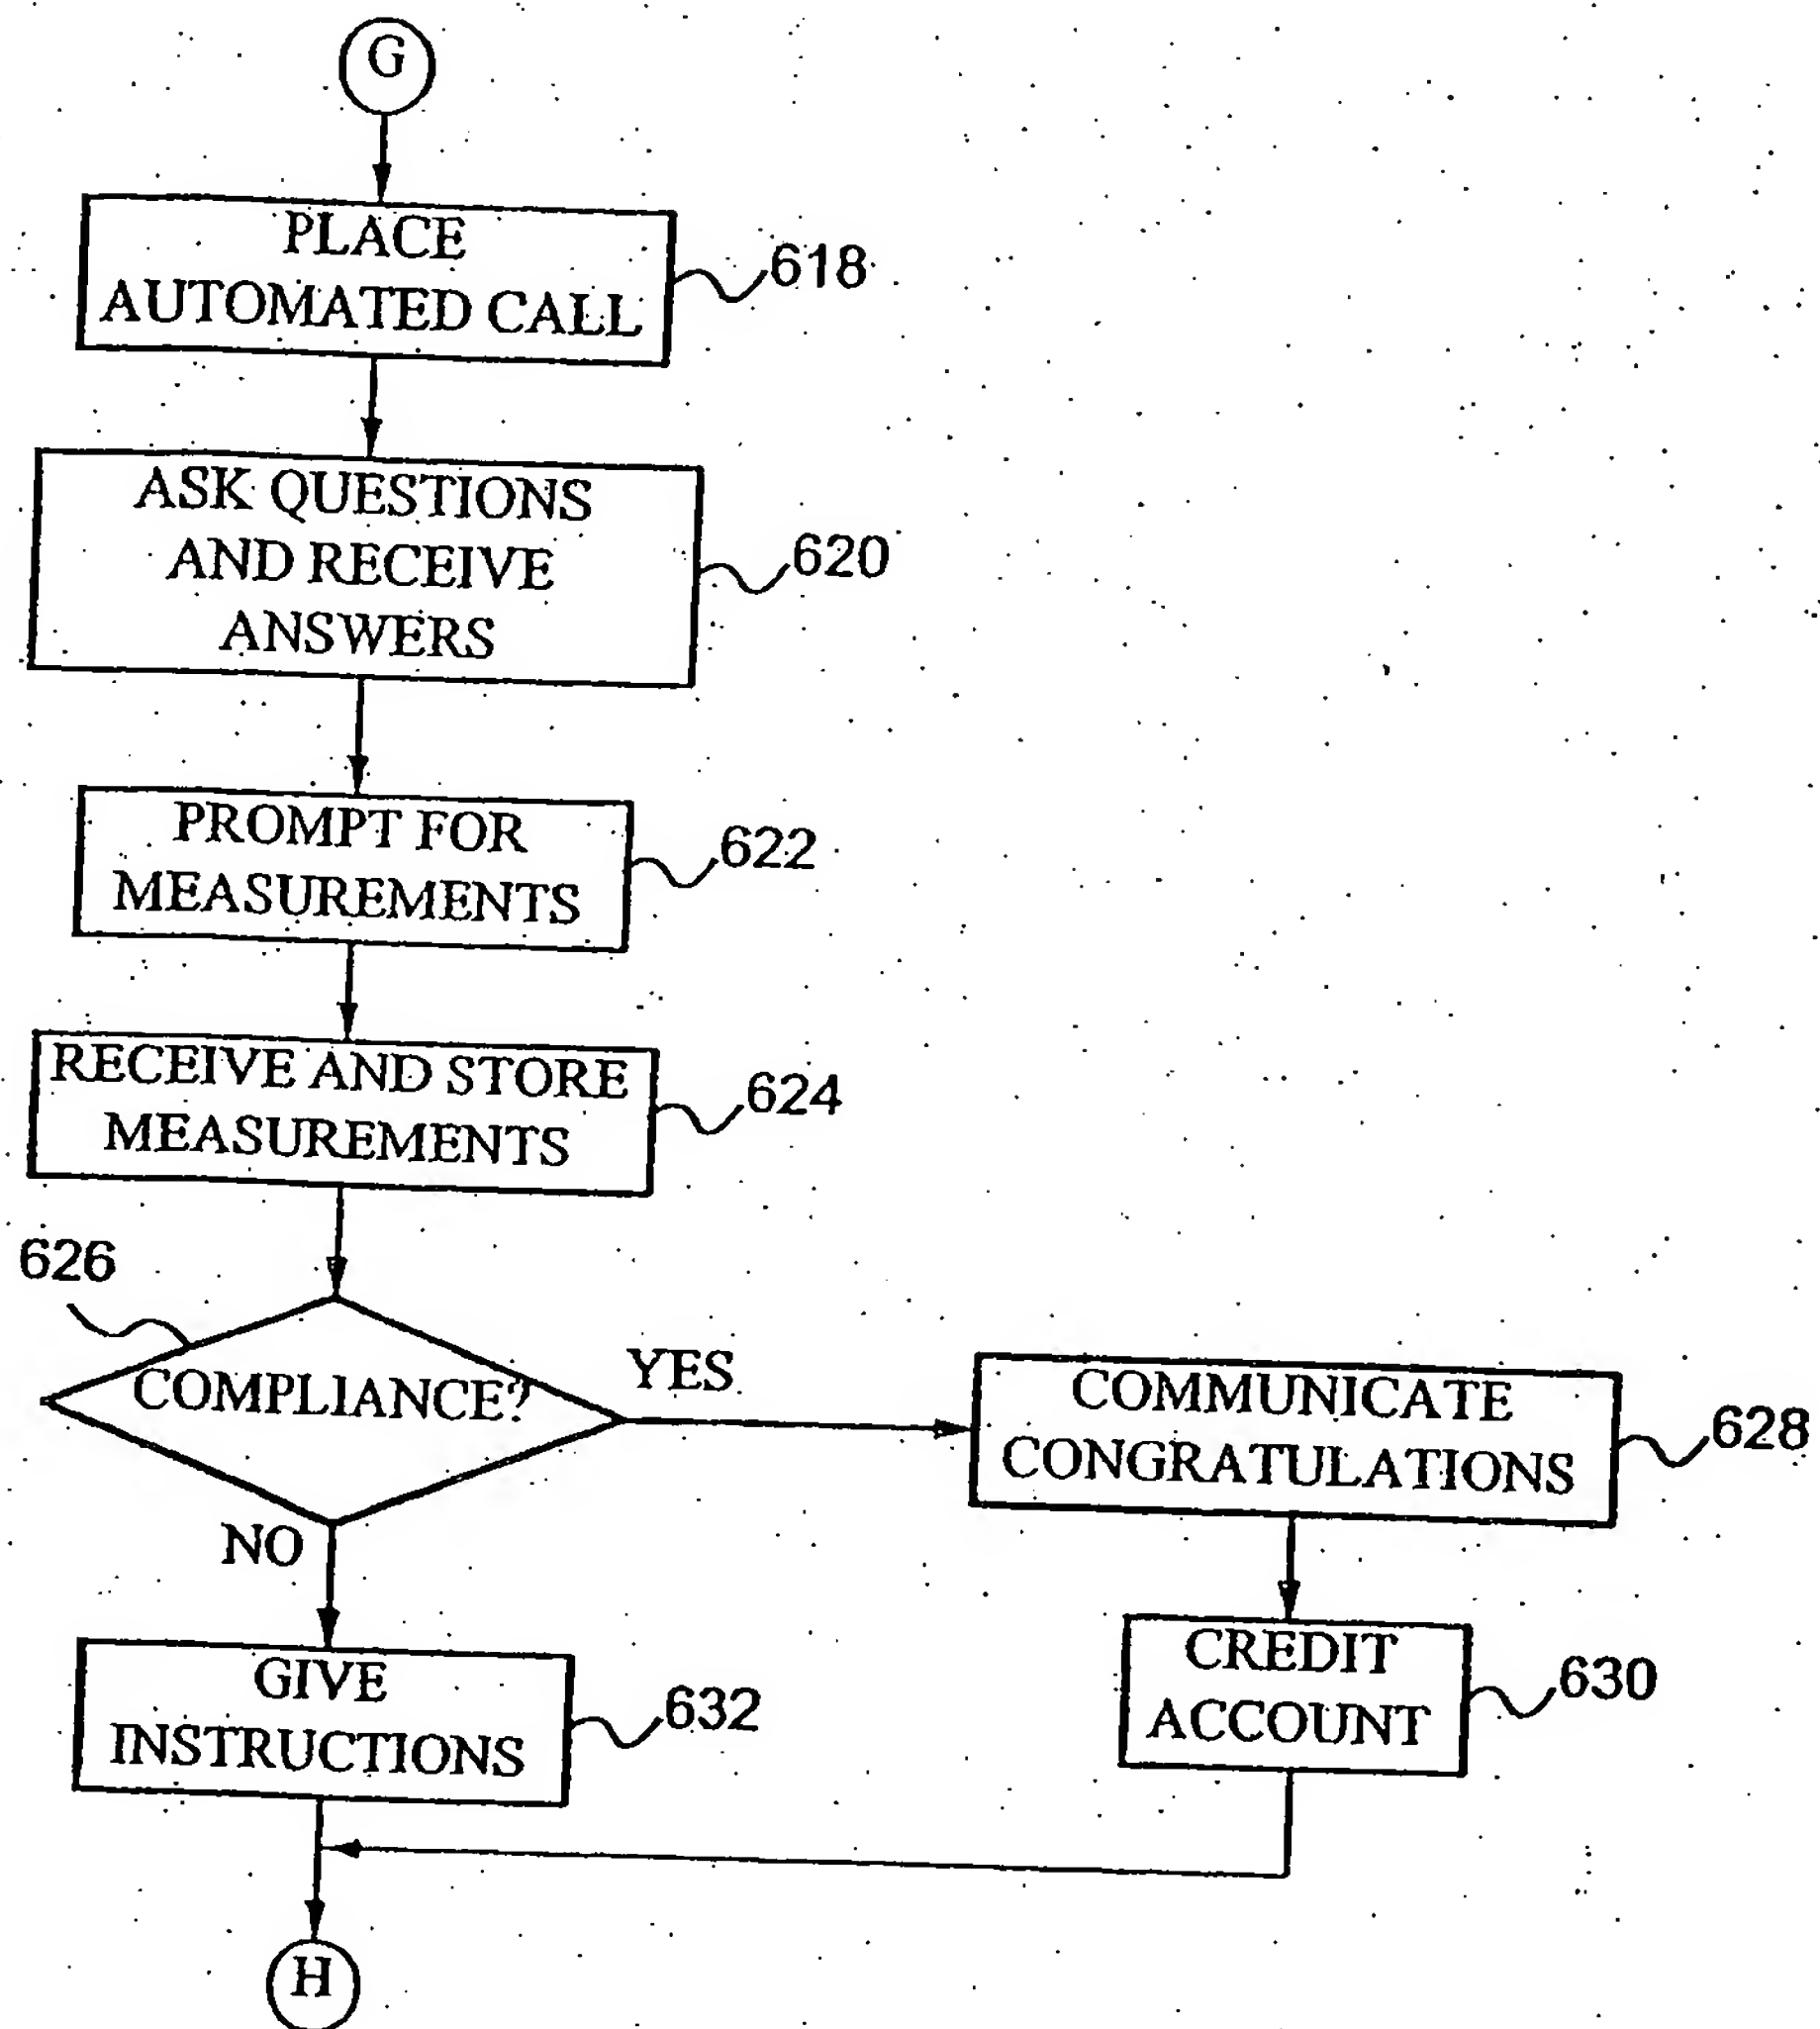 G
PLACE
AUTOMATED CALL
618
ASK QUESTIONS
AND RECEIVE
ANSWERS
620
PROMPT FOR
MEASUREMENTS
622
RECEIVE AND STORE
MEASUREMENTS
624
626
COMPLIANCE?
YES
COMMUNICATE
CONGRATULATIONS
628
NO
CREDIT
ACCOUNT
630
GIVE
INSTRUCTIONS
632
H